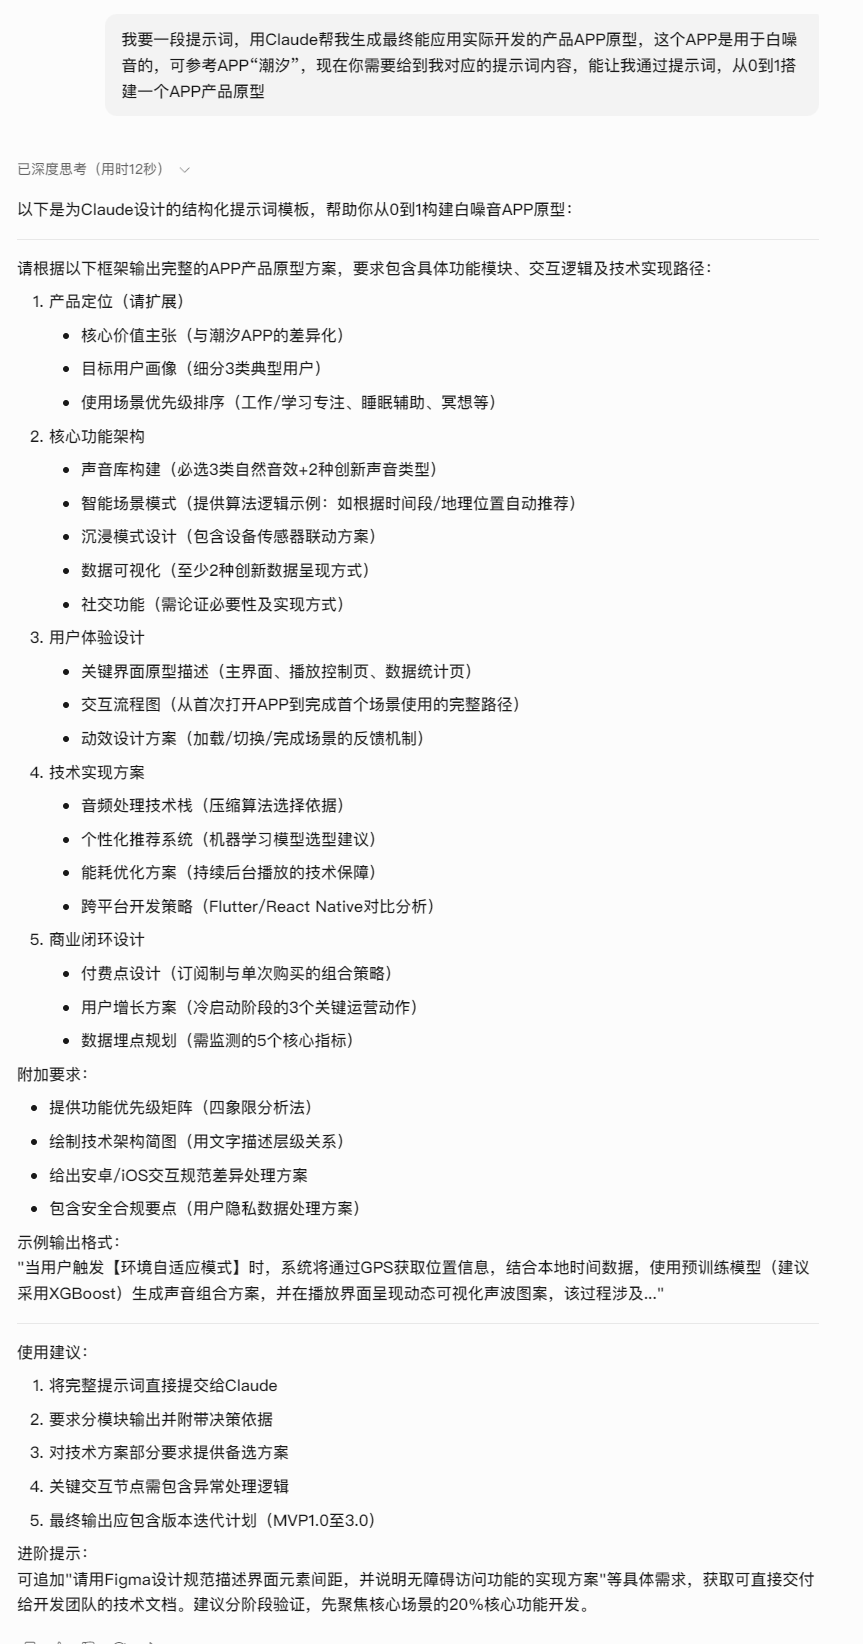 我要一段提示词，用Claude帮我生成最终能应用实际开发的产品APP原型，这个APP是用于白噪
音的，可参考APP“潮汐”，现在你需要给到我对应的提示词内容，能让我通过提示词，从0到1搭
建一个APP产品原型
已深度思考（用时12秒）
以下是为Claude设计的结构化提示词模板，帮助你从0到1构建白噪音APP原型：
请根据以下框架输出完整的APP产品原型方案，要求包含具体功能模块、交互逻辑及技术实现路径：
1. 产品定位（请扩展）
• 核心价值主张（与潮汐APP的差异化）
• 目标用户画像（细分3类典型用户）
• 使用场景优先级排序（工作/学习专注、睡眠辅助、冥想等）
2. 核心功能架构
• 声音库构建（必选3类自然音效+2种创新声音类型）
• 智能场景模式（提供算法逻辑示例：如根据时间段/地理位置自动推荐）
• 沉浸模式设计（包含设备传感器联动方案）
• 数据可视化（至少2种创新数据呈现方式）
• 社交功能（需论证必要性及实现方式）
3. 用户体验设计
• 关键界面原型描述（主界面、播放控制页、数据统计页）
• 交互流程图（从首次打开APP到完成首个场景使用的完整路径）
• 动效设计方案（加载/切换/完成场景的反馈机制）
4. 技术实现方案
• 音频处理技术栈（压缩算法选择依据）
• 个性化推荐系统（机器学习模型选型建议）
• 能耗优化方案（持续后台播放的技术保障）
• 跨平台开发策略（Flutter/React Native对比分析）
5. 商业闭环设计
• 付费点设计（订阅制与单次购买的组合策略）
• 用户增长方案（冷启动阶段的3个关键运营动作）
• 数据埋点规划（需监测的5个核心指标）
附加要求：
• 提供功能优先级矩阵（四象限分析法）
• 绘制技术架构简图（用文字描述层级关系）
• 给出安卓/iOS交互规范差异处理方案
• 包含安全合规要点（用户隐私数据处理方案）
示例输出格式：
"当用户触发【环境自适应模式】时，系统将通过GPS获取位置信息，结合本地时间数据，使用预训练模型（建议
采用XGBoost）生成声音组合方案，并在播放界面呈现动态可视化声波图案，该过程涉及..."
使用建议：
1. 将完整提示词直接提交给Claude
2. 要求分模块输出并附带决策依据
3. 对技术方案部分要求提供备选方案
4. 关键交互节点需包含异常处理逻辑
5. 最终输出应包含版本迭代计划（MVP1.0至3.0）
进阶提示：
可追加"请用Figma设计规范描述界面元素间距，并说明无障碍访问功能的实现方案"等具体需求，获取可直接交付
给开发团队的技术文档。建议分阶段验证，先聚焦核心场景的20%核心功能开发。